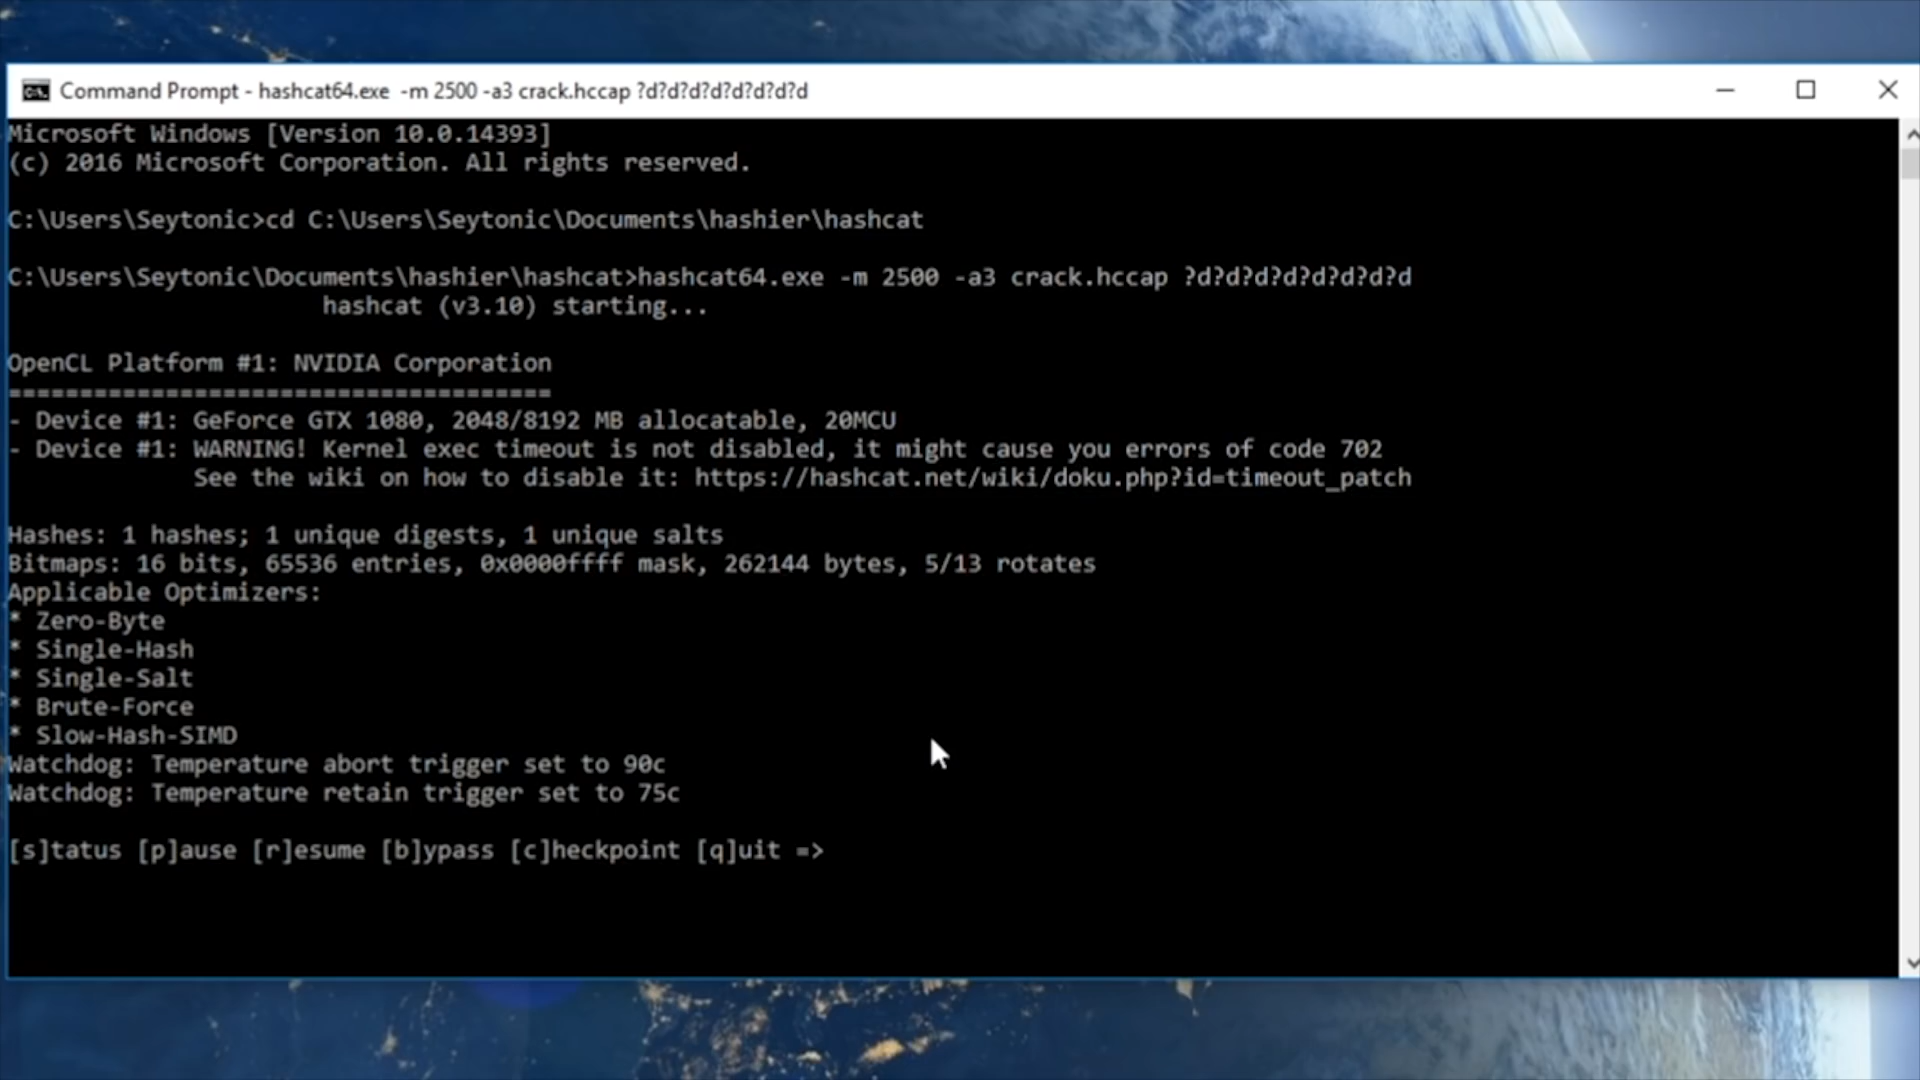 Command Prompt - hashcat64.exe -m 2500 -a3 crack.hccap ?d?d?d?d?d?d?d?d
Microsoft Windows [Version 10.0.14393]
(c) 2016 Microsoft Corporation. All rights reserved.
C:\Users\Seytonic>cd C:\Users\Seytonic\Documents\hashier\hashcat
C:\Users\Seytonic\Documents\hashier\hashcat>hashcat64.exe -m 2500 -a3 crack.hccap ?d?d?d?d?d?d?d?d
hashcat (v3.10) starting...
OpenCL Platform #1: NVIDIA Corporation
======================================
- Device #1: GeForce GTX 1080, 2048/8192 MB allocatable, 20MCU
- Device #1: WARNING! Kernel exec timeout is not disabled, it might cause you errors of code 702
See the wiki on how to disable it: https://hashcat.net/wiki/doku.php?id=timeout_patch
Hashes: 1 hashes; 1 unique digests, 1 unique salts
Bitmaps: 16 bits, 65536 entries, 0x0000ffff mask, 262144 bytes, 5/13 rotates
Applicable Optimizers:
* Zero-Byte
* Single-Hash
* Single-Salt
* Brute-Force
* Slow-Hash-SIMD
Watchdog: Temperature abort trigger set to 90c
Watchdog: Temperature retain trigger set to 75c
[s]tatus [p]ause [r]esume [b]ypass [c]heckpoint [q]uit =>